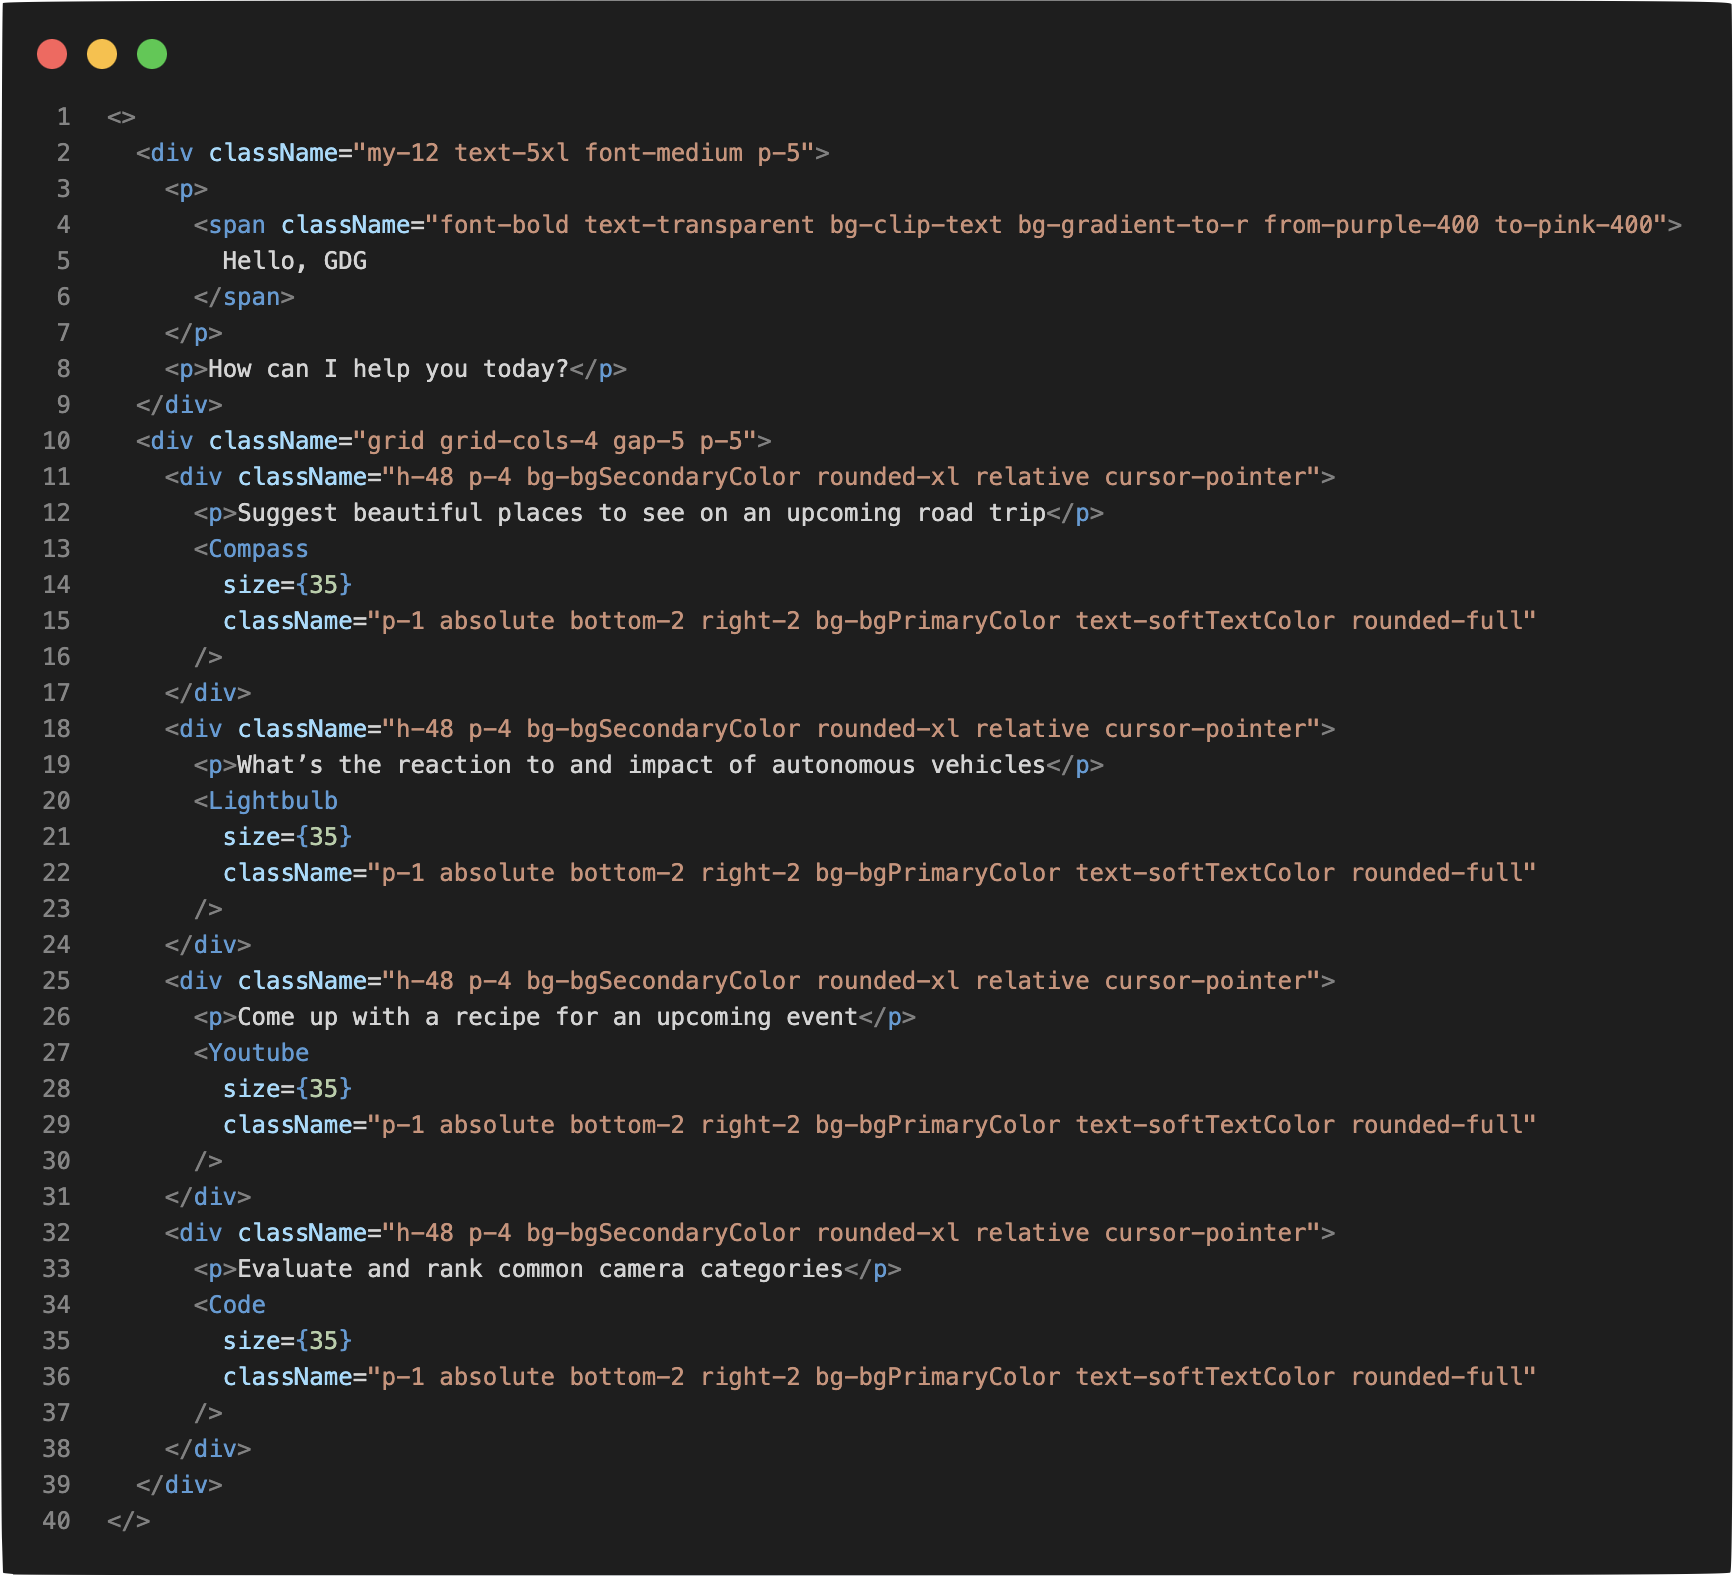 1 <>
2   <div className="my-12 text-5xl font-medium p-5">
3     <p>
4       <span className="font-bold text-transparent bg-clip-text bg-gradient-to-r from-purple-400 to-pink-400">
5         Hello, GDG
6       </span>
7     </p>
8     <p>How can I help you today?</p>
9   </div>
10   <div className="grid grid-cols-4 gap-5 p-5">
11     <div className="h-48 p-4 bg-bgSecondaryColor rounded-xl relative cursor-pointer">
12       <p>Suggest beautiful places to see on an upcoming road trip</p>
13       <Compass
14         size={35}
15         className="p-1 absolute bottom-2 right-2 bg-bgPrimaryColor text-softTextColor rounded-full"
16       />
17     </div>
18     <div className="h-48 p-4 bg-bgSecondaryColor rounded-xl relative cursor-pointer">
19       <p>What’s the reaction to and impact of autonomous vehicles</p>
20       <Lightbulb
21         size={35}
22         className="p-1 absolute bottom-2 right-2 bg-bgPrimaryColor text-softTextColor rounded-full"
23       />
24     </div>
25     <div className="h-48 p-4 bg-bgSecondaryColor rounded-xl relative cursor-pointer">
26       <p>Come up with a recipe for an upcoming event</p>
27       <Youtube
28         size={35}
29         className="p-1 absolute bottom-2 right-2 bg-bgPrimaryColor text-softTextColor rounded-full"
30       />
31     </div>
32     <div className="h-48 p-4 bg-bgSecondaryColor rounded-xl relative cursor-pointer">
33       <p>Evaluate and rank common camera categories</p>
34       <Code
35         size={35}
36         className="p-1 absolute bottom-2 right-2 bg-bgPrimaryColor text-softTextColor rounded-full"
37       />
38     </div>
39   </div>
40 </>